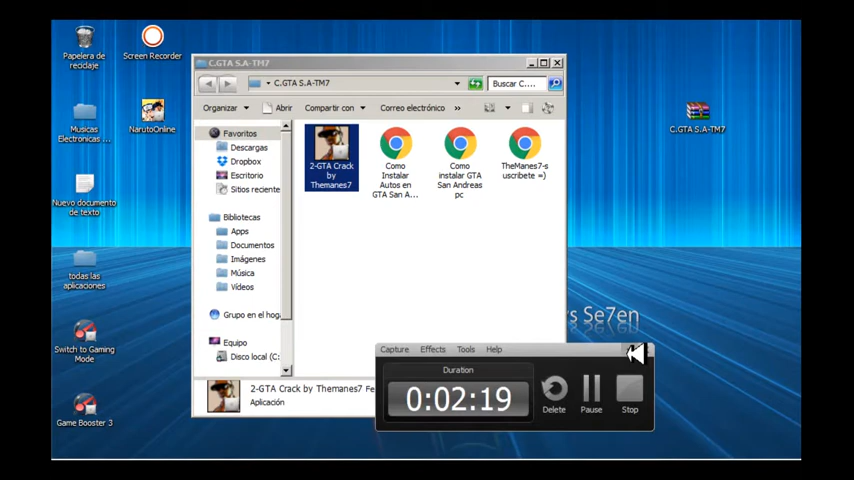 Papelera de
reciclaje
Screen Recorder
Musicas
Electronicas ...
NarutoOnline
Nuevo documento
de texto
todas las
aplicaciones
Switch to Gaming
Mode
Game Booster 3
C.GTA S.A-TM7
C.GTA S.A-TM7
Buscar C....
Organizar
Abrir
Compartir con
Correo electrónico
»
Favoritos
Descargas
Dropbox
Escritorio
Sitios reciente
Bibliotecas
Apps
Documentos
Imágenes
Música
Vídeos
Grupo en el hog
Equipo
Disco local (C:
2-GTA Crack
by
Themanes7
Como
Instalar
Autos en
GTA San A...
Como
instalar GTA
San Andreas
pc
TheManes7-s
uscribete =)
2-GTA Crack by Themanes7 Fe
Aplicación
C.GTA S.A-TM7
s Se7en
Capture Effects Tools Help
Duration
0:02:19
Delete
Pause
Stop